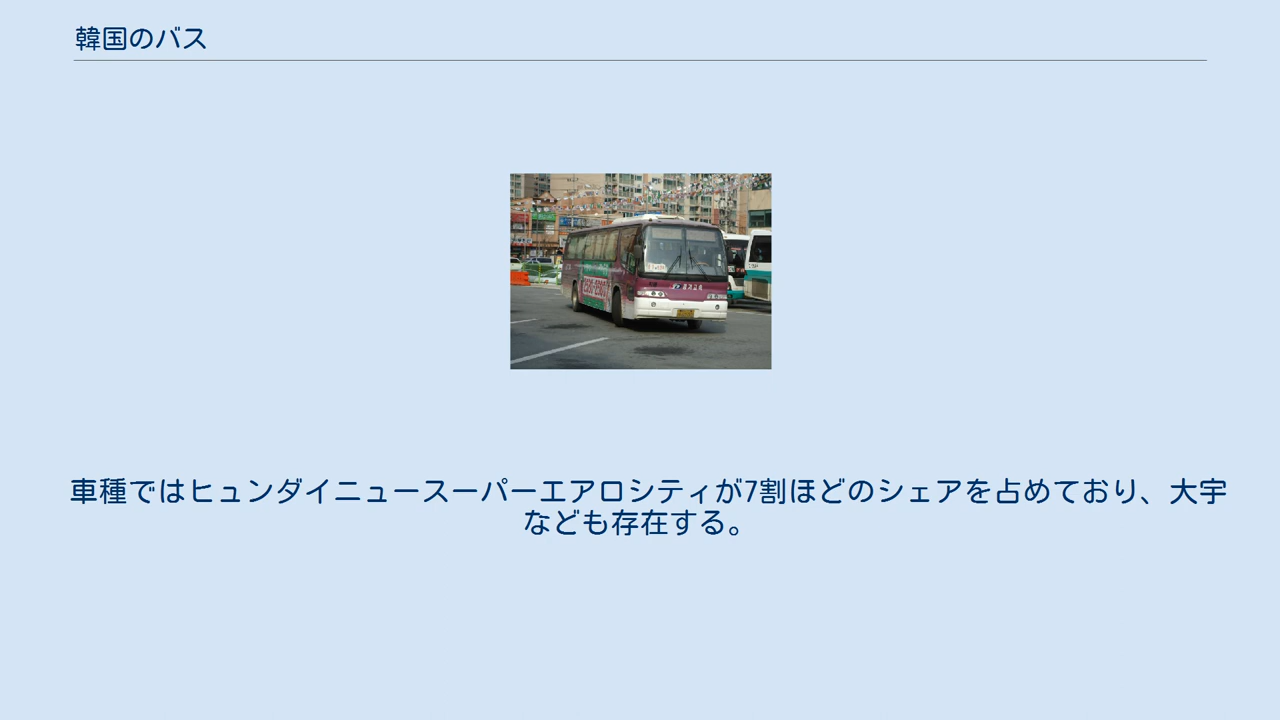 韓国のバス
車種ではヒュンダイニュースーパーエアロシティが7割ほどのシェアを占めており、大宇
なども存在する。